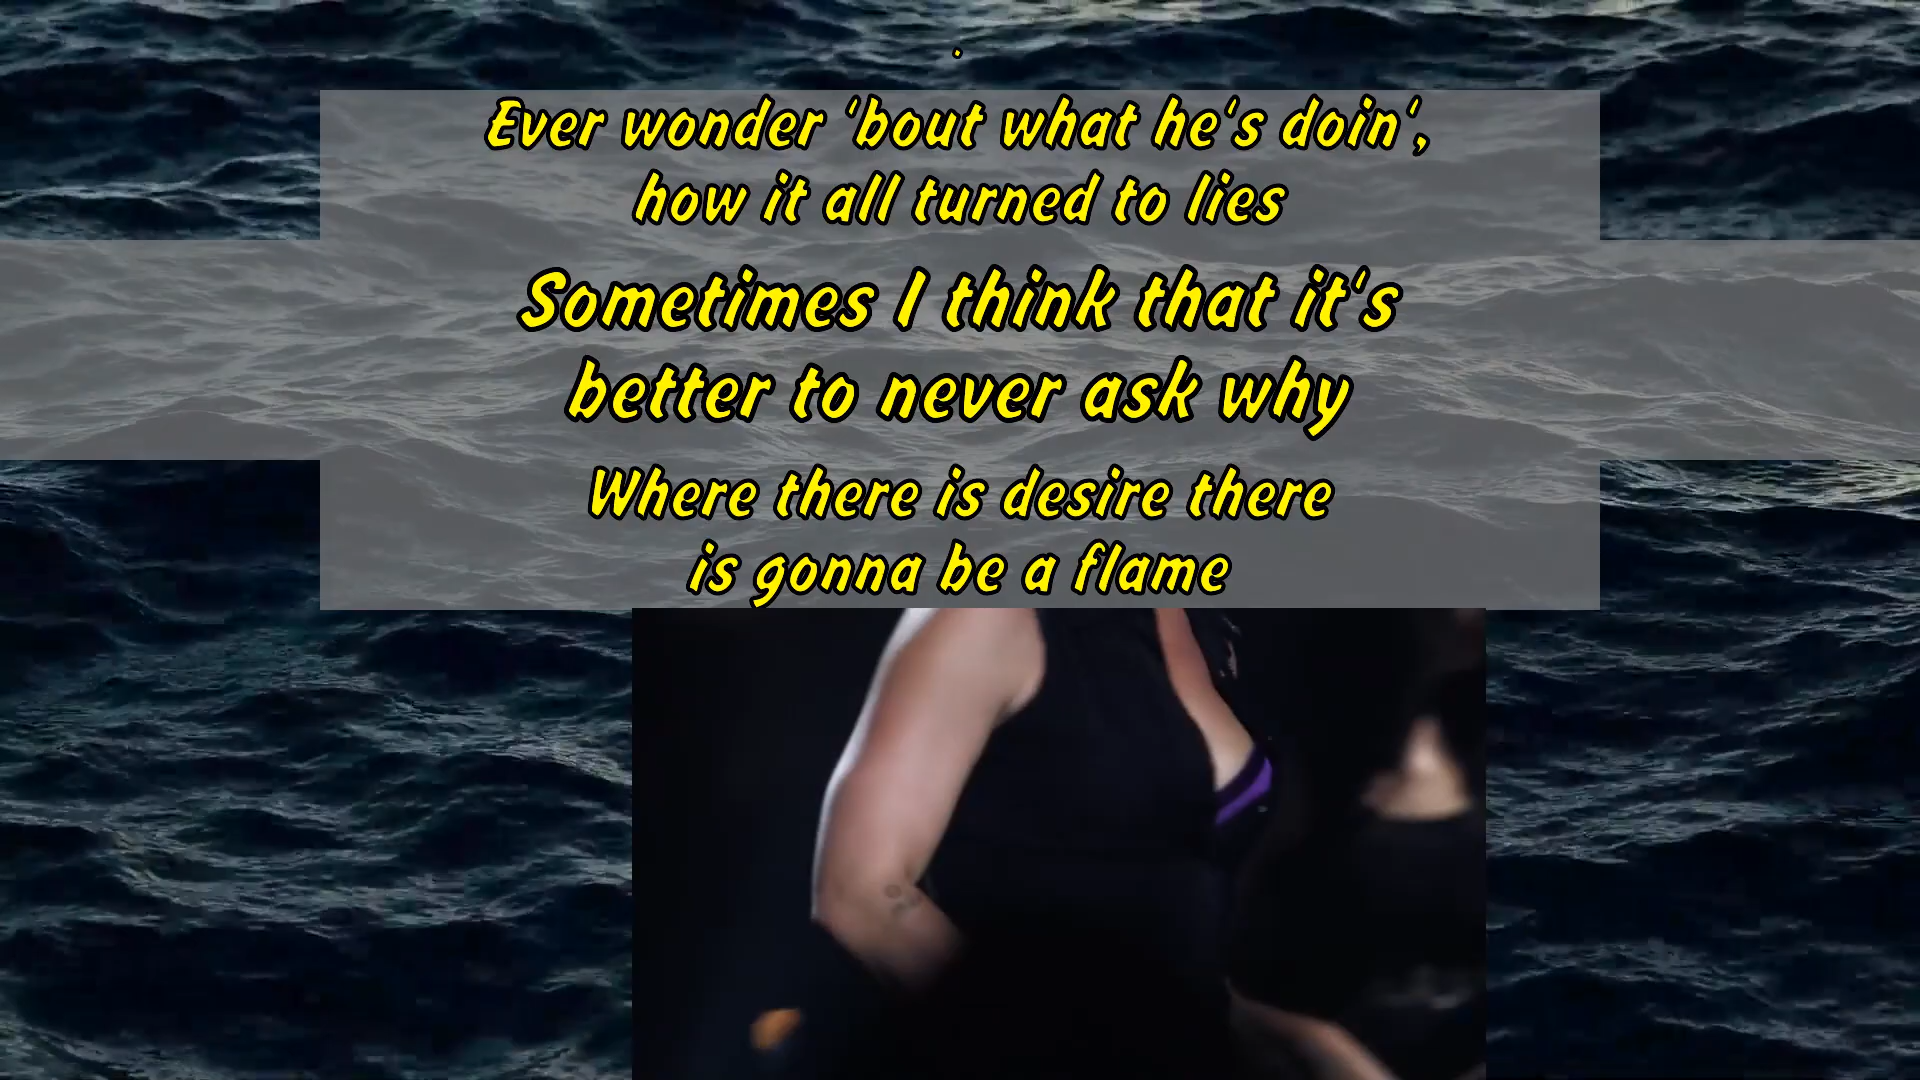 Ever wonder 'bout what he's doin',
how it all turned to lies
Sometimes I think that it's
better to never ask why
Where there is desire there
is gonna be a flame